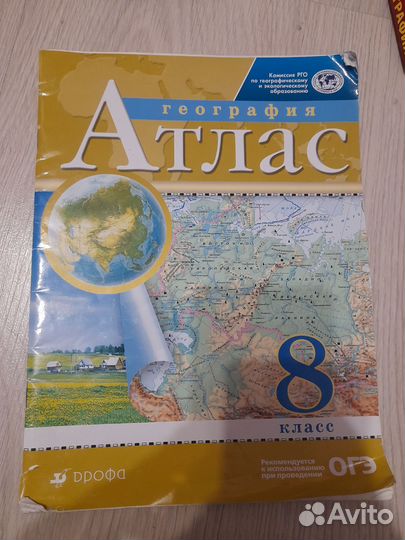 Комиссия РГО
по географическому
и экологическому
образованию
география
Атлас
8
класс
Рекомендуется
к использованию
при проведении
ОГЭ
дрофа
Avito